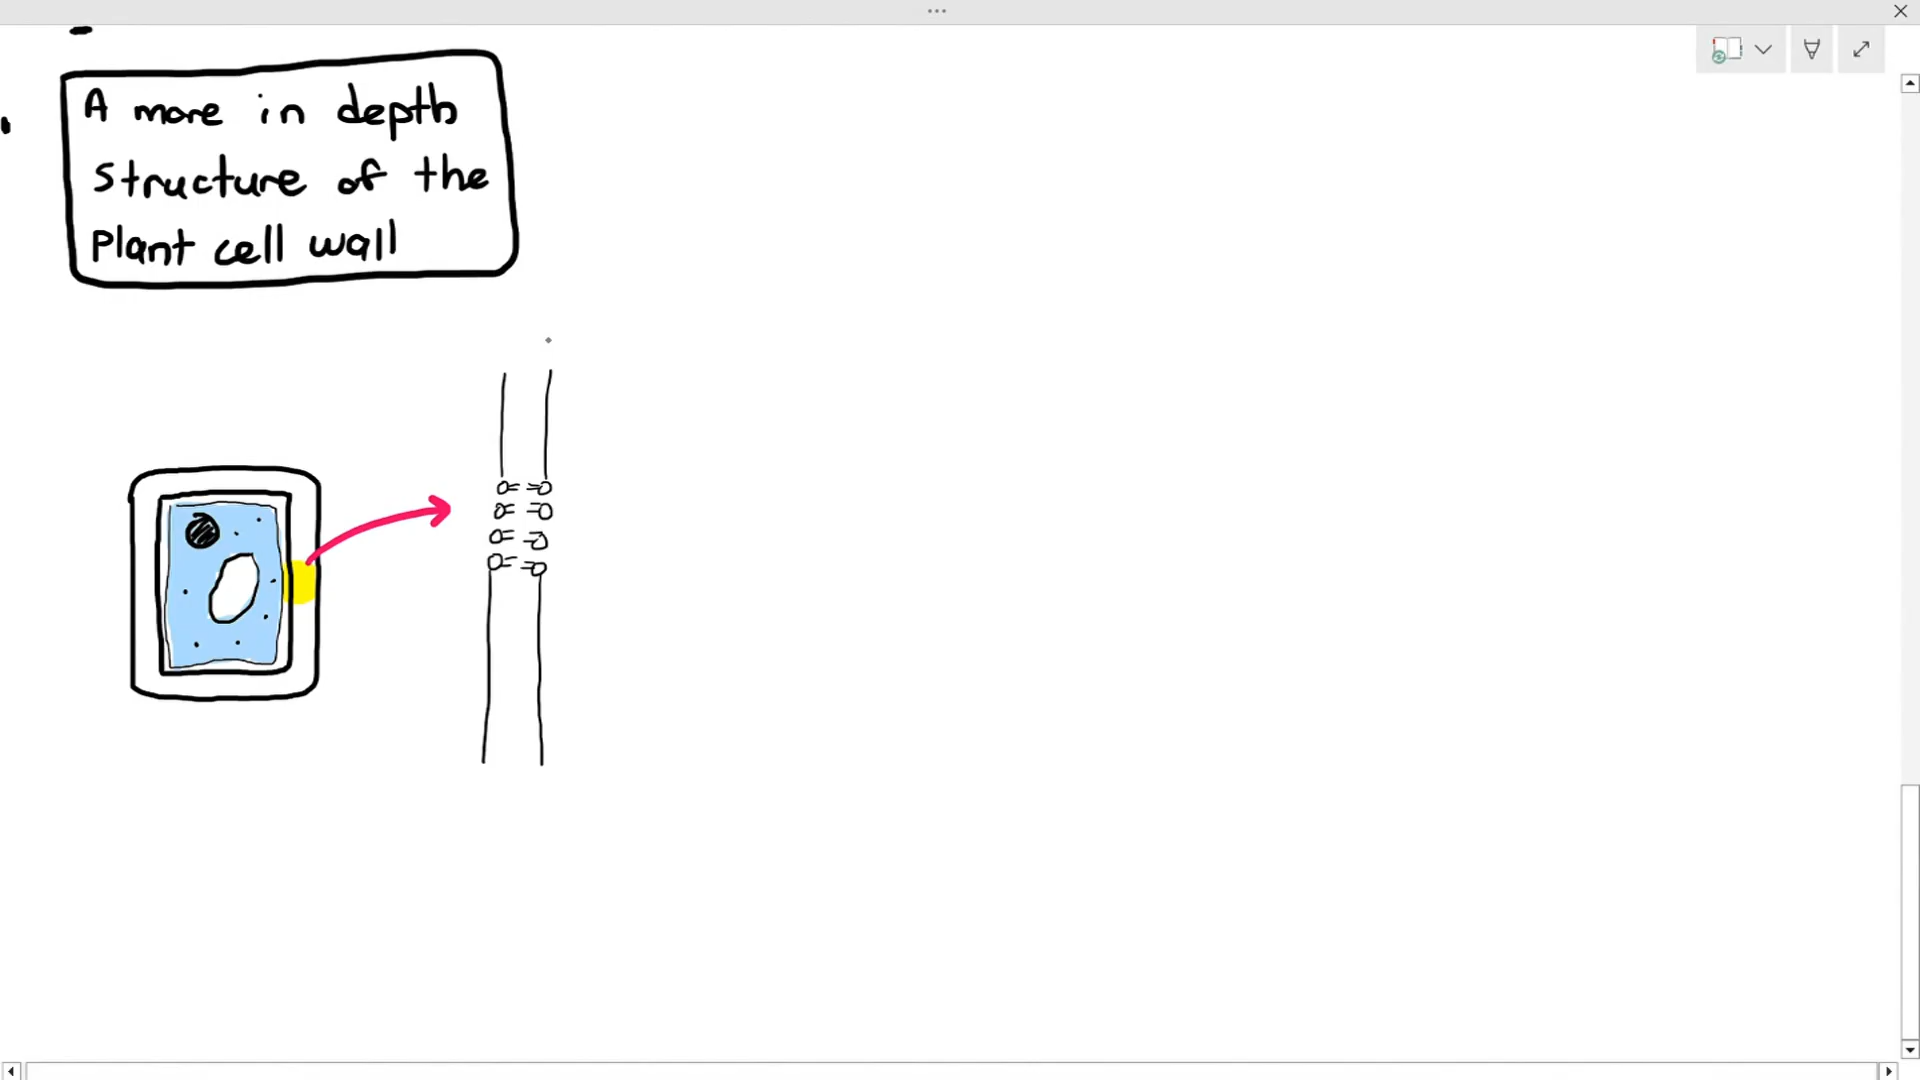 A more in depth
structure of the
Plant cell wall